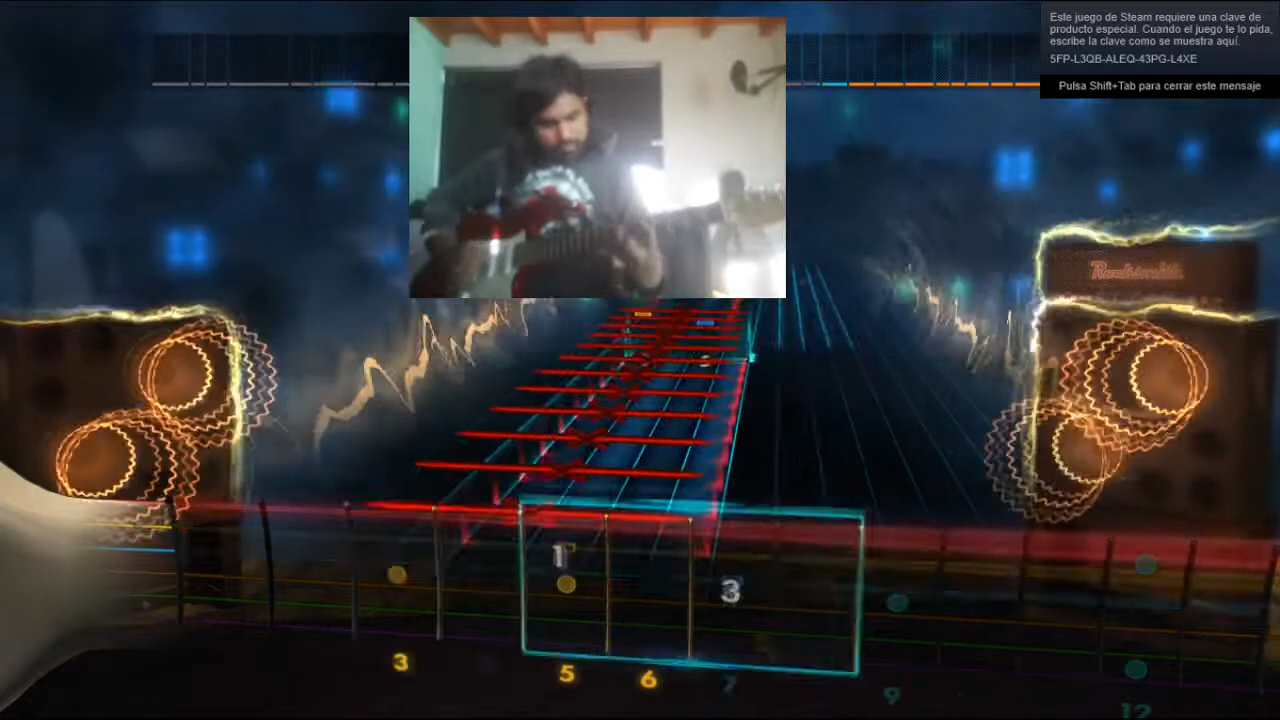 Este juego de Steam requiere una clave de
producto especial. Cuando el juego te lo pida,
escribe la clave como se muestra aquí.
5FP-L3QB-ALEQ-43PG-L4XE
Pulsa Shift+Tab para cerrar este mensaje
Rocksmith
1
3
3
5
6
7
9
12